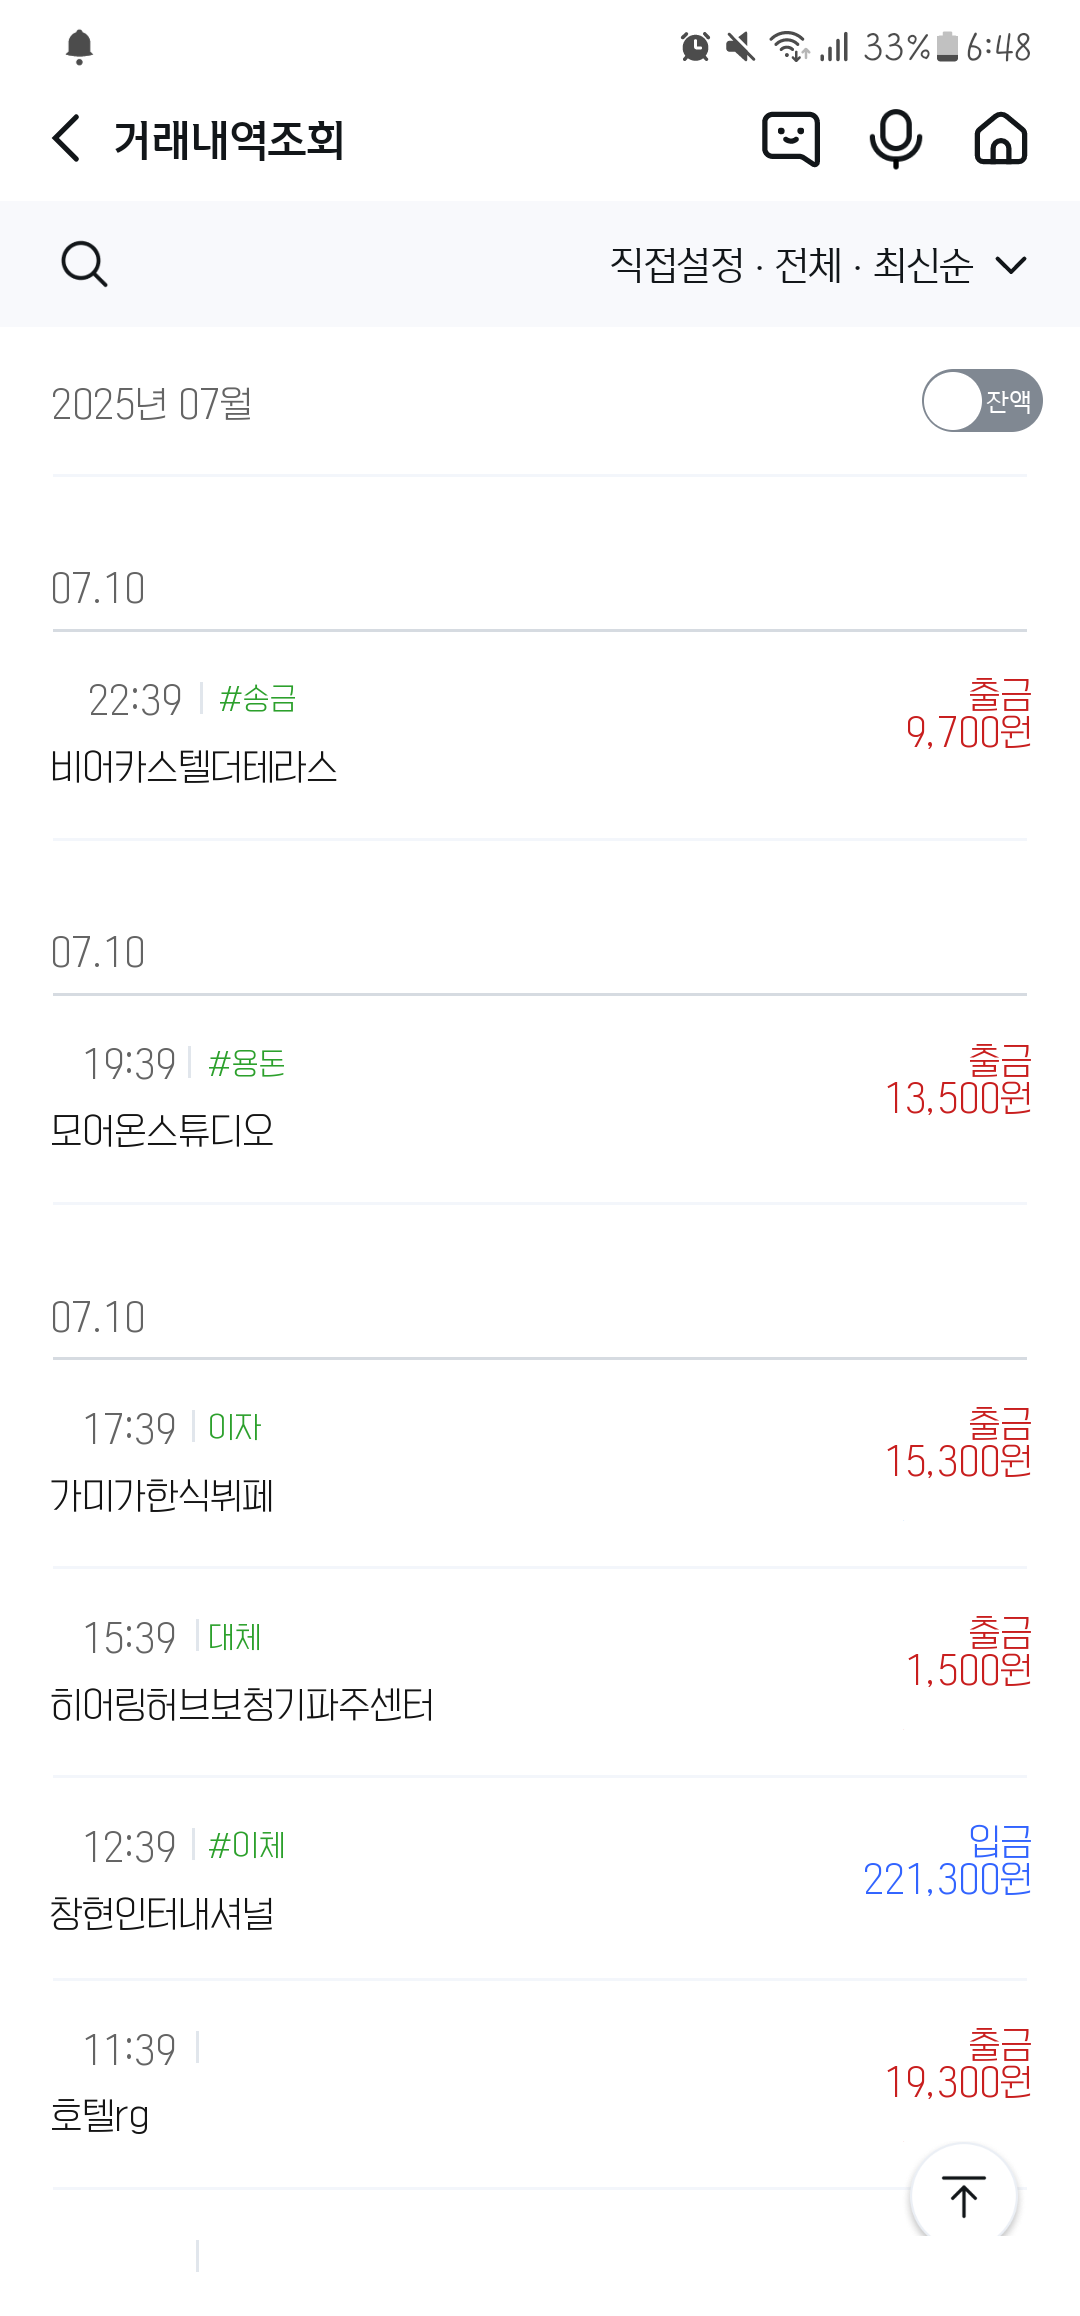 33% 6:48
거래내역조회
직접설정 · 전체 · 최신순
2025년 07월
잔액
07.10
22:39 #송금
출금
9,700원
비어카스텔더테라스
07.10
19:39 #용돈
출금
13,500원
모어온스튜디오
07.10
17:39 이자
출금
15,300원
가미가한식뷔페
15:39 대체
출금
1,500원
히어링허브보청기파주센터
12:39 #이체
입금
221,300원
창현인터내셔널
11:39
출금
19,300원
호텔rg